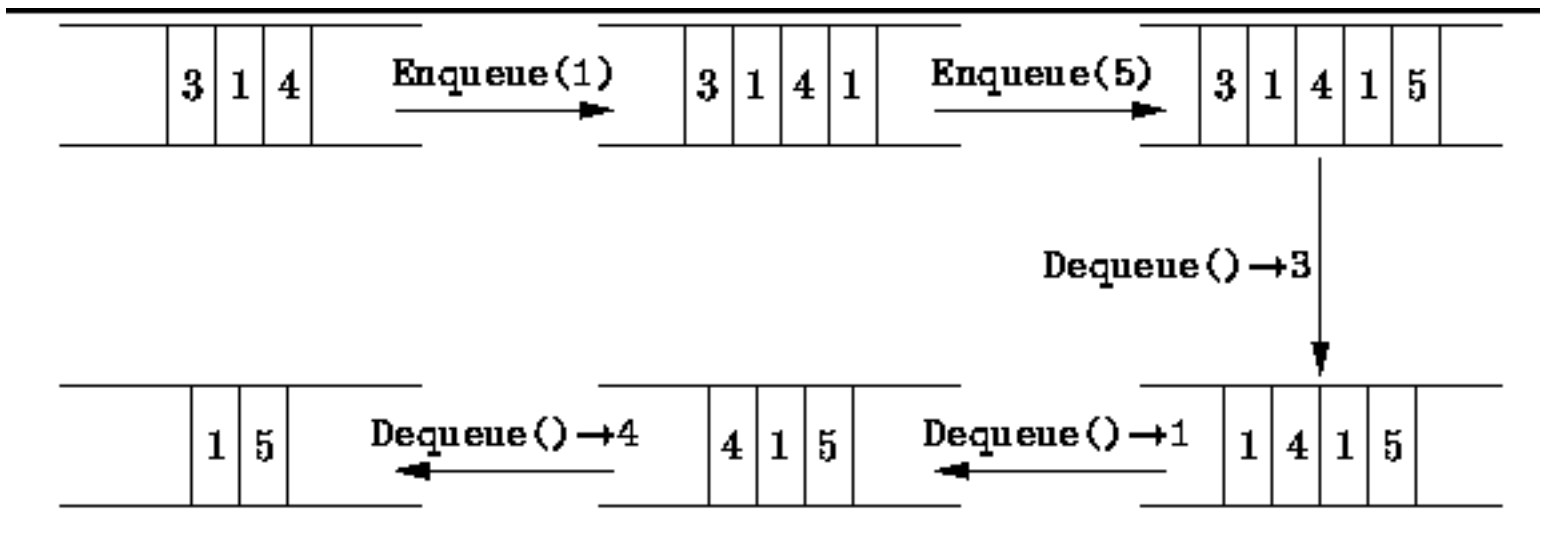 3 1 4 Enqueue(1) 3 1 4 1 Enqueue(5) 3 1 4 1 5
Dequeue()→3
1 5 Dequeue()→4 4 1 5 Dequeue()→1 1 4 1 5